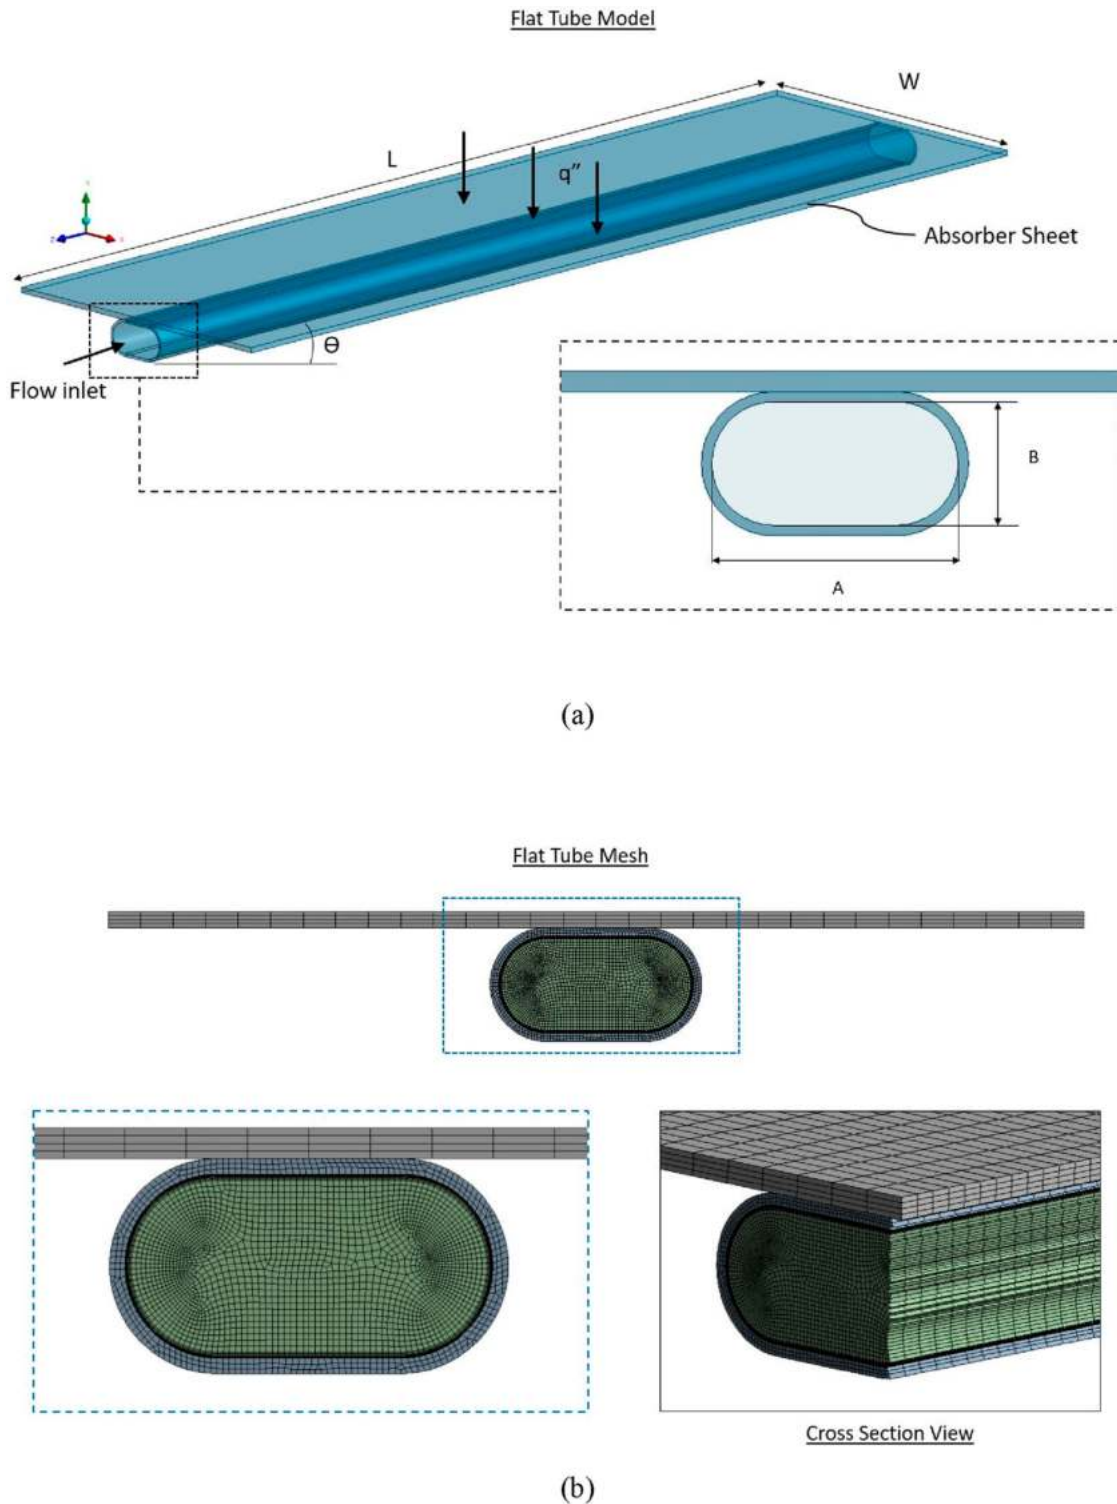 Flat Tube Model
W
L
q”
Absorber Sheet
ϴ
Flow inlet
B
A
(a)
Flat Tube Mesh
Cross Section View
(b)